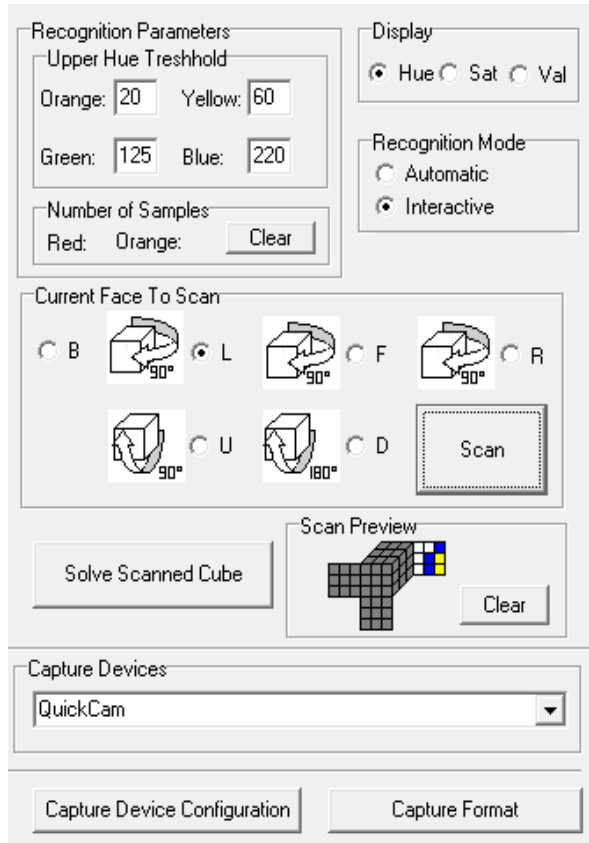 Recognition Parameters
Upper Hue Treshhold
Orange: 20 Yellow: 60
Green: 125 Blue: 220
Number of Samples
Red: Orange: Clear
Display
Hue Sat Val
Recognition Mode
Automatic
Interactive
Current Face To Scan
B 90° L 90° F 90° R
90° U 180° D Scan
Solve Scanned Cube
Scan Preview
Clear
Capture Devices
QuickCam
Capture Device Configuration Capture Format